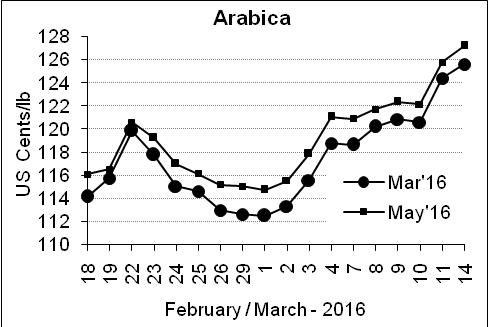 Arabica
US Cents/lb
128
126
124
122
120
118
116
114
112
110
Mar'16
May'16
18 19 22 23 24 25 26 29 1 2 3 4 7 8 9 10 11 14
February / March - 2016